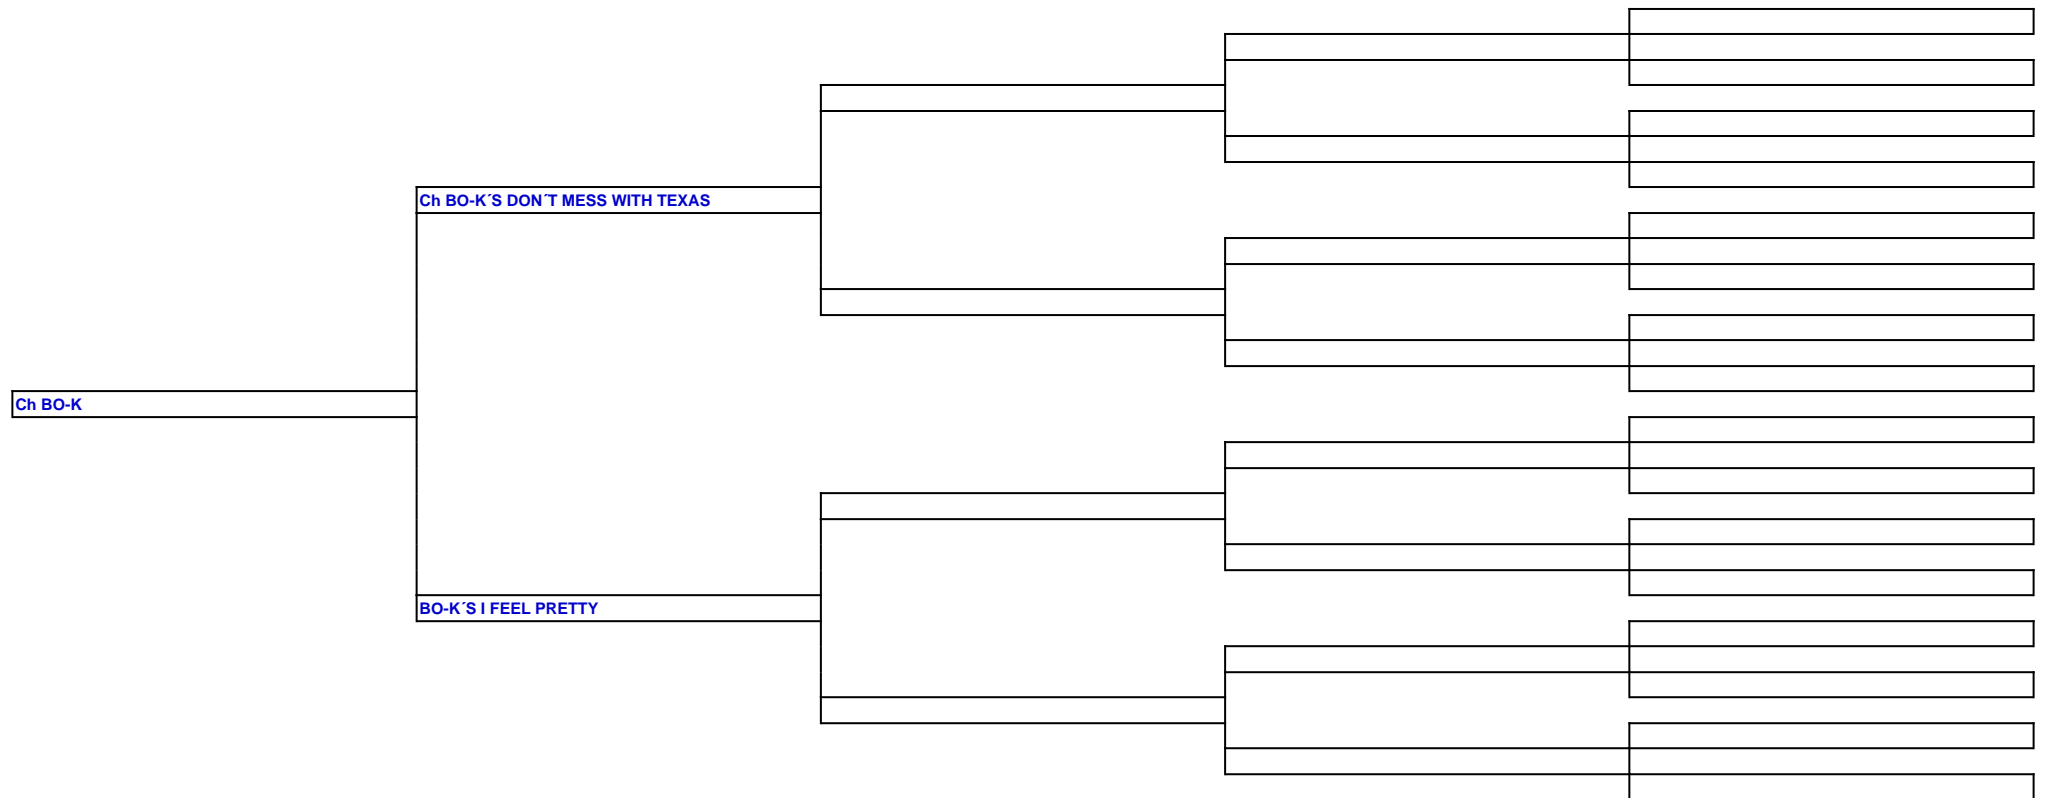 Ch BO-K´S DON´T MESS WITH TEXAS
Ch BO-K
BO-K´S I FEEL PRETTY